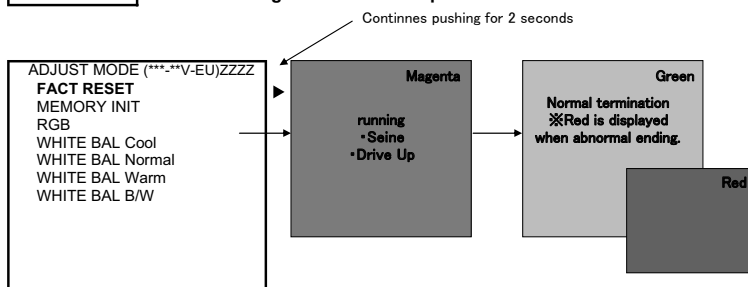 Continnes pushing for 2 seconds
ADJUST MODE (***-**V-EU)ZZZZ
FACT RESET
MEMORY INIT
RGB
WHITE BAL Cool
WHITE BAL Normal
WHITE BAL Warm
WHITE BAL B/W
▶
Magenta
running
・Seine
・Drive Up
Green
Normal termination
※Red is displayed
when abnormal ending.
Red